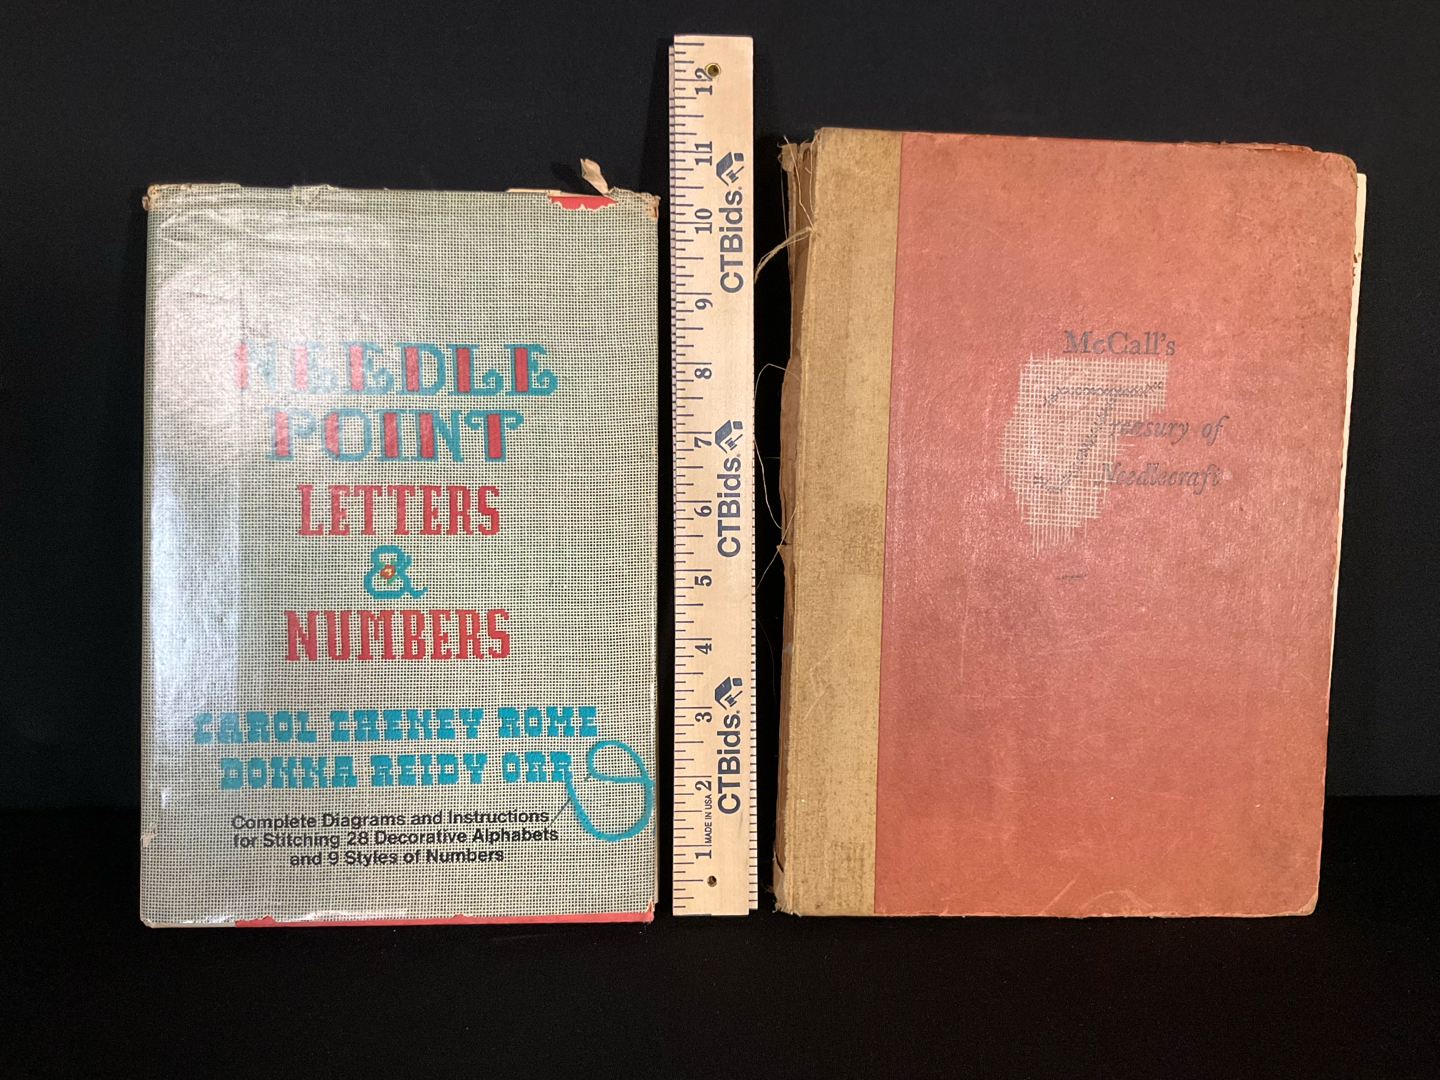 NEEDLE
POINT
LETTERS
&
NUMBERS
CAROL CHENEY ROME
DONNA REIDY ORR
Complete Diagrams and Instructions
for Stitching 28 Decorative Alphabets
and 9 Styles of Numbers
12
11
10
9
8
7
6
5
4
3
2
1
MADE IN USA
CTBids.
CTBids.
CTBids.
McCall's
Treasury of
Needlecraft